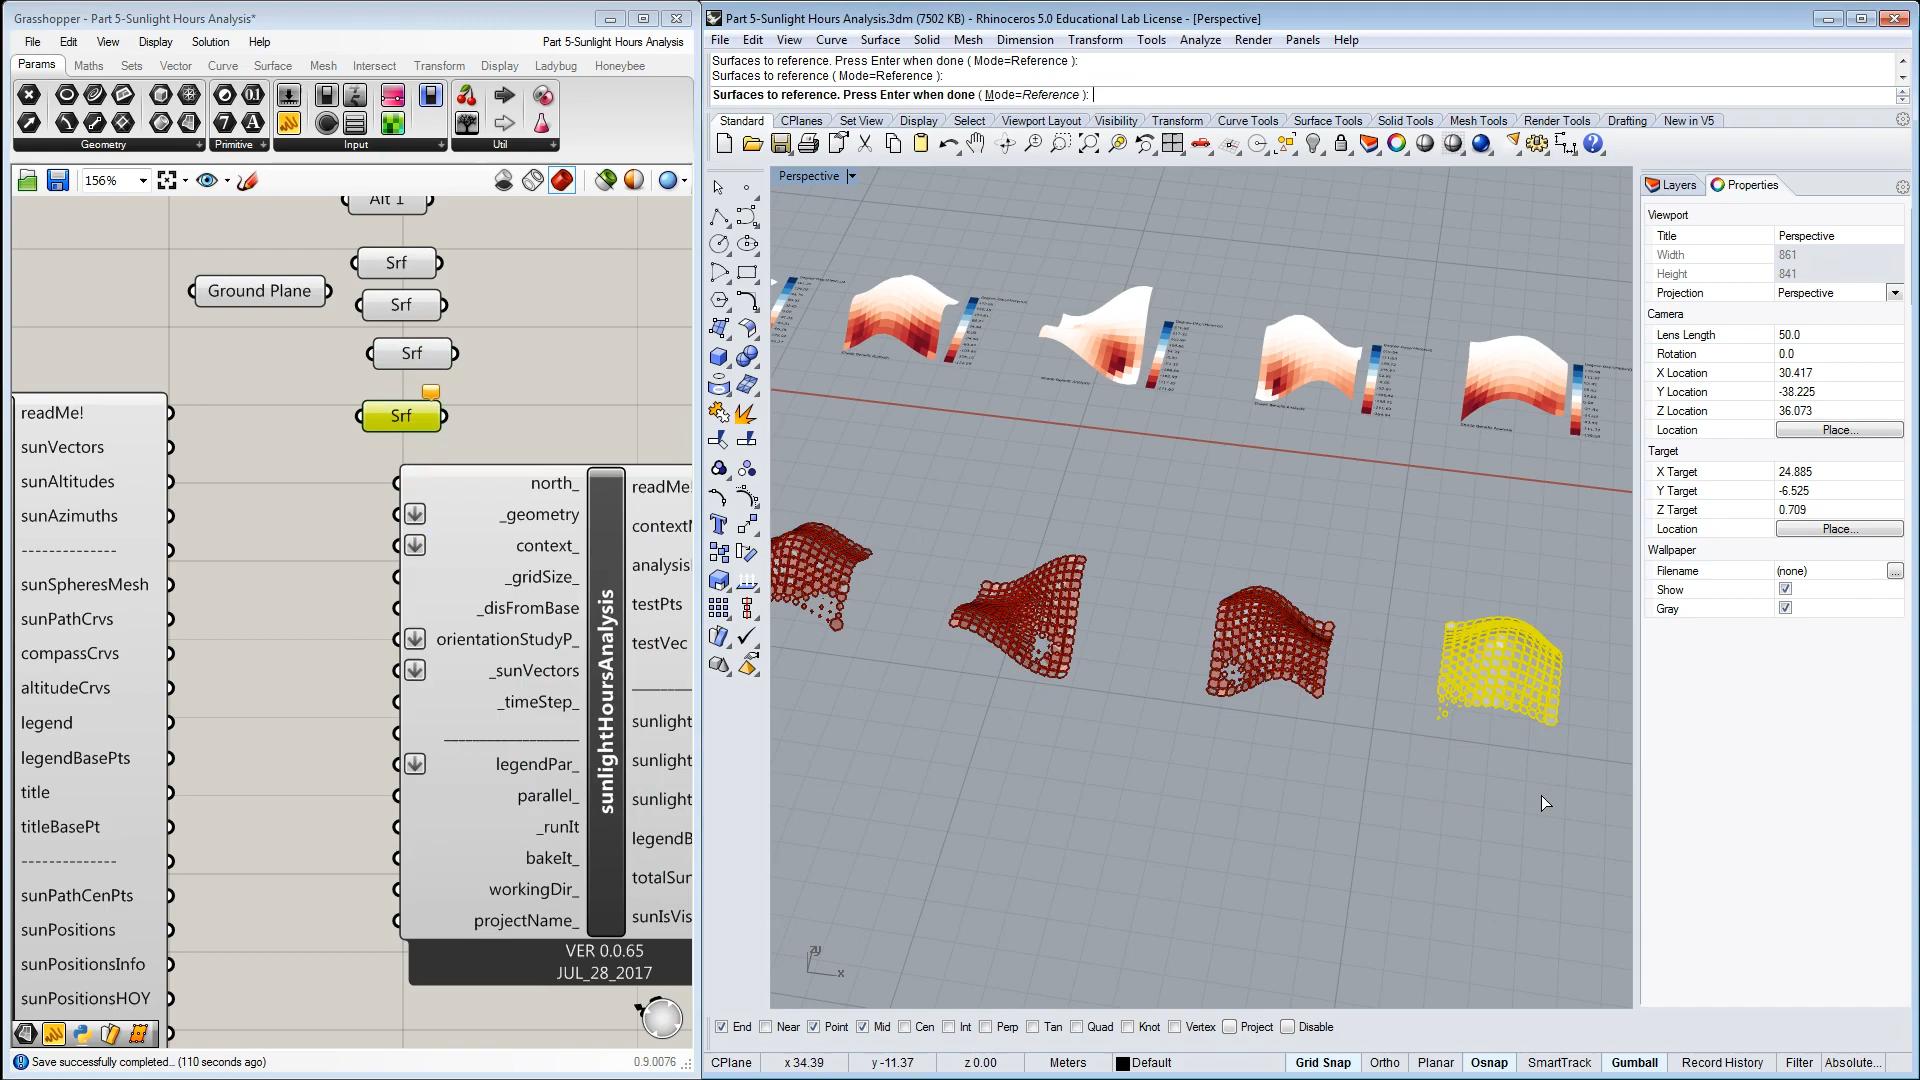 Grasshopper - Part 5-Sunlight Hours Analysis*
File Edit View Display Solution Help
Part 5-Sunlight Hours Analysis
Params Maths Sets Vector Curve Surface Mesh Intersect Transform Display Ladybug Honeybee
Geometry Primitive Input Util
156%
Alt 1
Srf
Ground Plane
Srf
Srf
Srf
readMe!
sunVectors
sunAltitudes
sunAzimuths
--------------
sunSpheresMesh
sunPathCrvs
compassCrvs
altitudeCrvs
legend
legendBasePts
title
titleBasePt
--------------
sunPathCenPts
sunPositions
sunPositionsInfo
sunPositionsHOY
north_
_geometry
context_
_gridSize_
_disFromBase
orientationStudyP_
_sunVectors
_timeStep_
____________________
legendPar_
parallel_
_runIt
bakeIt_
workingDir_
projectName_
sunlightHoursAnalysis
readMe!
contextM
analysis
testPts
testVec
sunlight
sunlight
sunlight
legendB
totalSun
sunIsVis
VER 0.0.65
JUL_28_2017
Save successfully completed... (110 seconds ago)
0.9.0076
Part 5-Sunlight Hours Analysis.3dm (7502 KB) - Rhinoceros 5.0 Educational Lab License - [Perspective]
File Edit View Curve Surface Solid Mesh Dimension Transform Tools Analyze Render Panels Help
Surfaces to reference. Press Enter when done ( Mode=Reference ):
Surfaces to reference ( Mode=Reference ):
Surfaces to reference. Press Enter when done ( Mode=Reference ):
Standard CPlanes Set View Display Select Viewport Layout Visibility Transform Curve Tools Surface Tools Solid Tools Mesh Tools Render Tools Drafting New in V5
Perspective
zy
x
Layers Properties
Viewport
Title Perspective
Width 861
Height 841
Projection Perspective
Camera
Lens Length 50.0
Rotation 0.0
X Location 30.417
Y Location -38.225
Z Location 36.073
Location Place...
Target
X Target 24.885
Y Target -6.525
Z Target 0.709
Location Place...
Wallpaper
Filename (none) ...
Show
Gray
End Near Point Mid Cen Int Perp Tan Quad Knot Vertex Project Disable
CPlane x 34.39 y -11.37 z 0.00 Meters Default Grid Snap Ortho Planar Osnap SmartTrack Gumball Record History Filter Absolute...